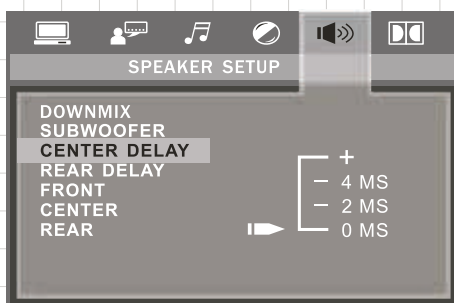 SPEAKER SETUP
DOWNMIX
SUBWOOFER
CENTER DELAY
REAR DELAY
FRONT
CENTER
REAR
+
– 4 MS
– 2 MS
0 MS